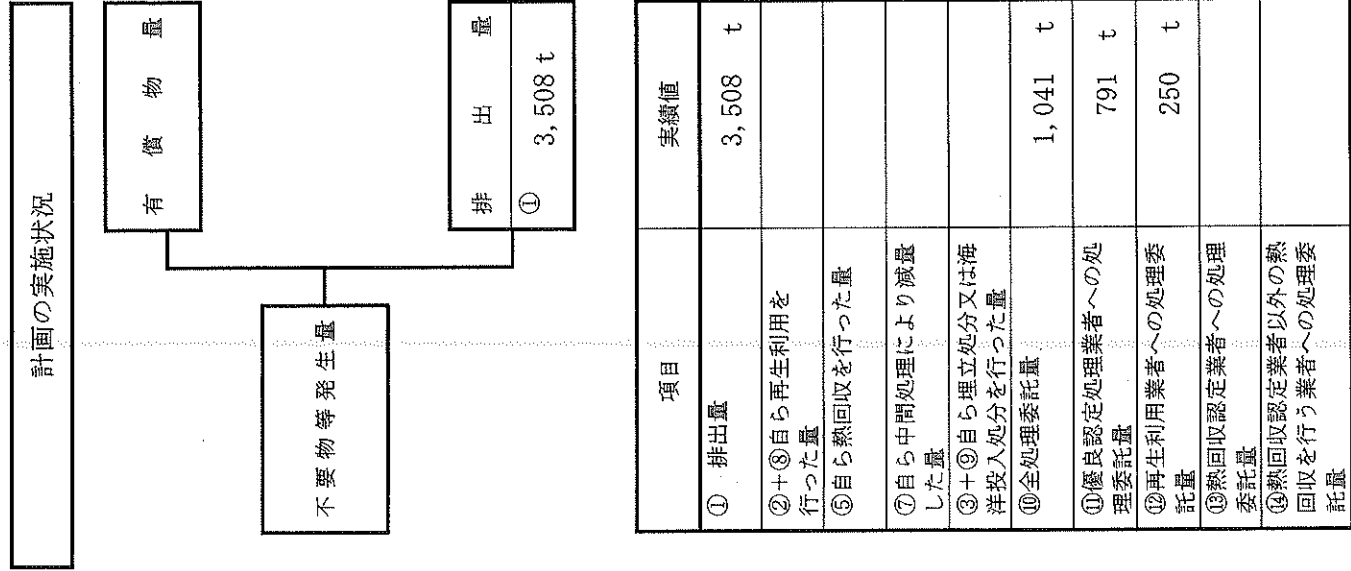 計画の実施状況
不要物等発生量
有償物量
排出量
① 3,508 t
項目 実績値
① 排出量 3,508 t
②+⑧自ら再生利用を
行った量
⑤自ら熱回収を行った量
⑦自ら中間処理により減量
した量
③+⑨自ら埋立処分又は海
洋投入処分を行った量
⑩全処理委託量 1,041 t
⑪優良認定処理業者への処
理委託量 791 t
⑫再生利用業者への処理委
託量 250 t
⑬熱回収認定業者への処理
委託量
⑭熱回収認定業者以外の熱
回収を行う業者への処理委
託量